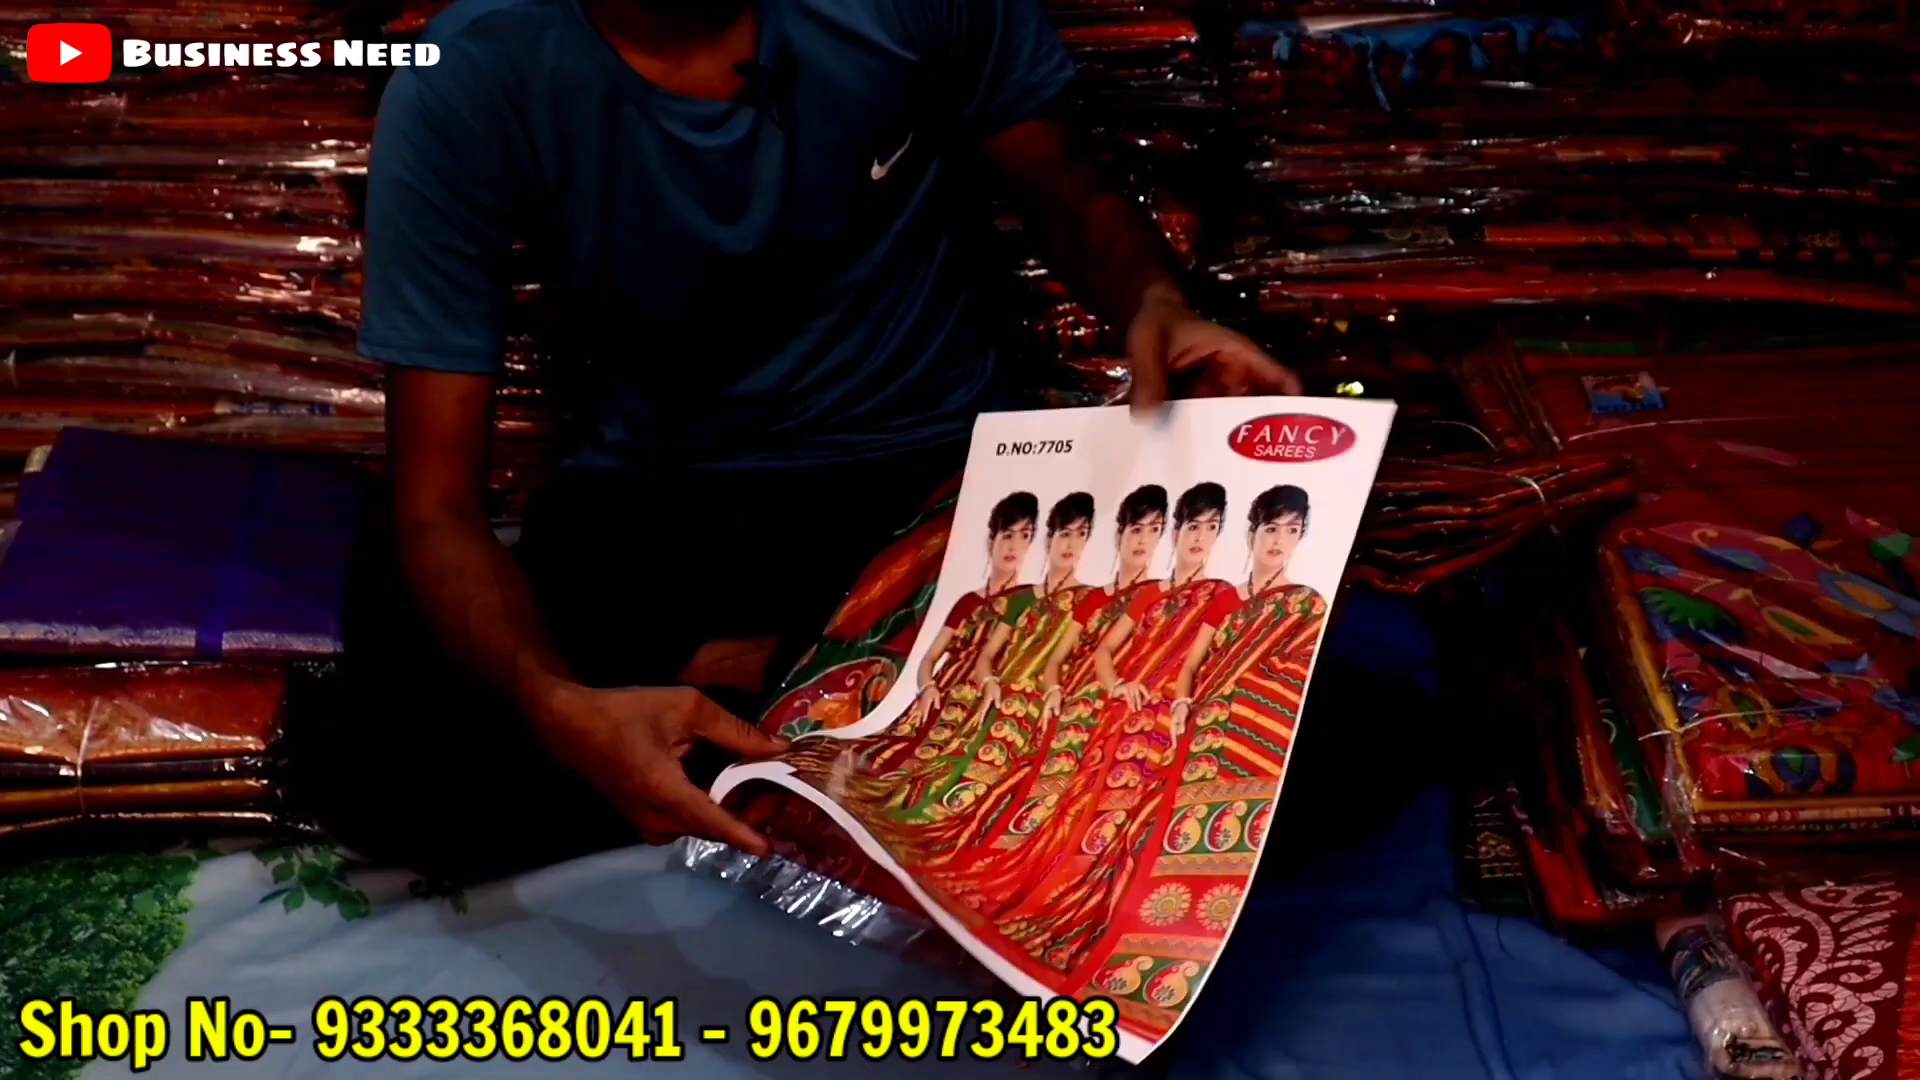 Business Need
D.NO:7705
FANCY
SAREES
Shop No- 9333368041 - 9679973483